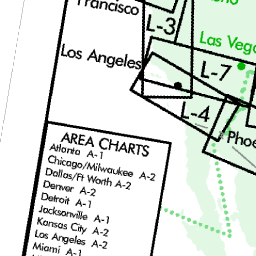 Francisco
L-3
Los Angeles
Las Vega
L-7
L-4
Phoe
AREA CHARTS
Atlanta A-1
Chicago/Milwaukee A-2
Dallas/Ft Worth A-2
Denver A-2
Detroit A-1
Jacksonville A-1
Kansas City A-2
Los Angeles A-2
Miami A-1